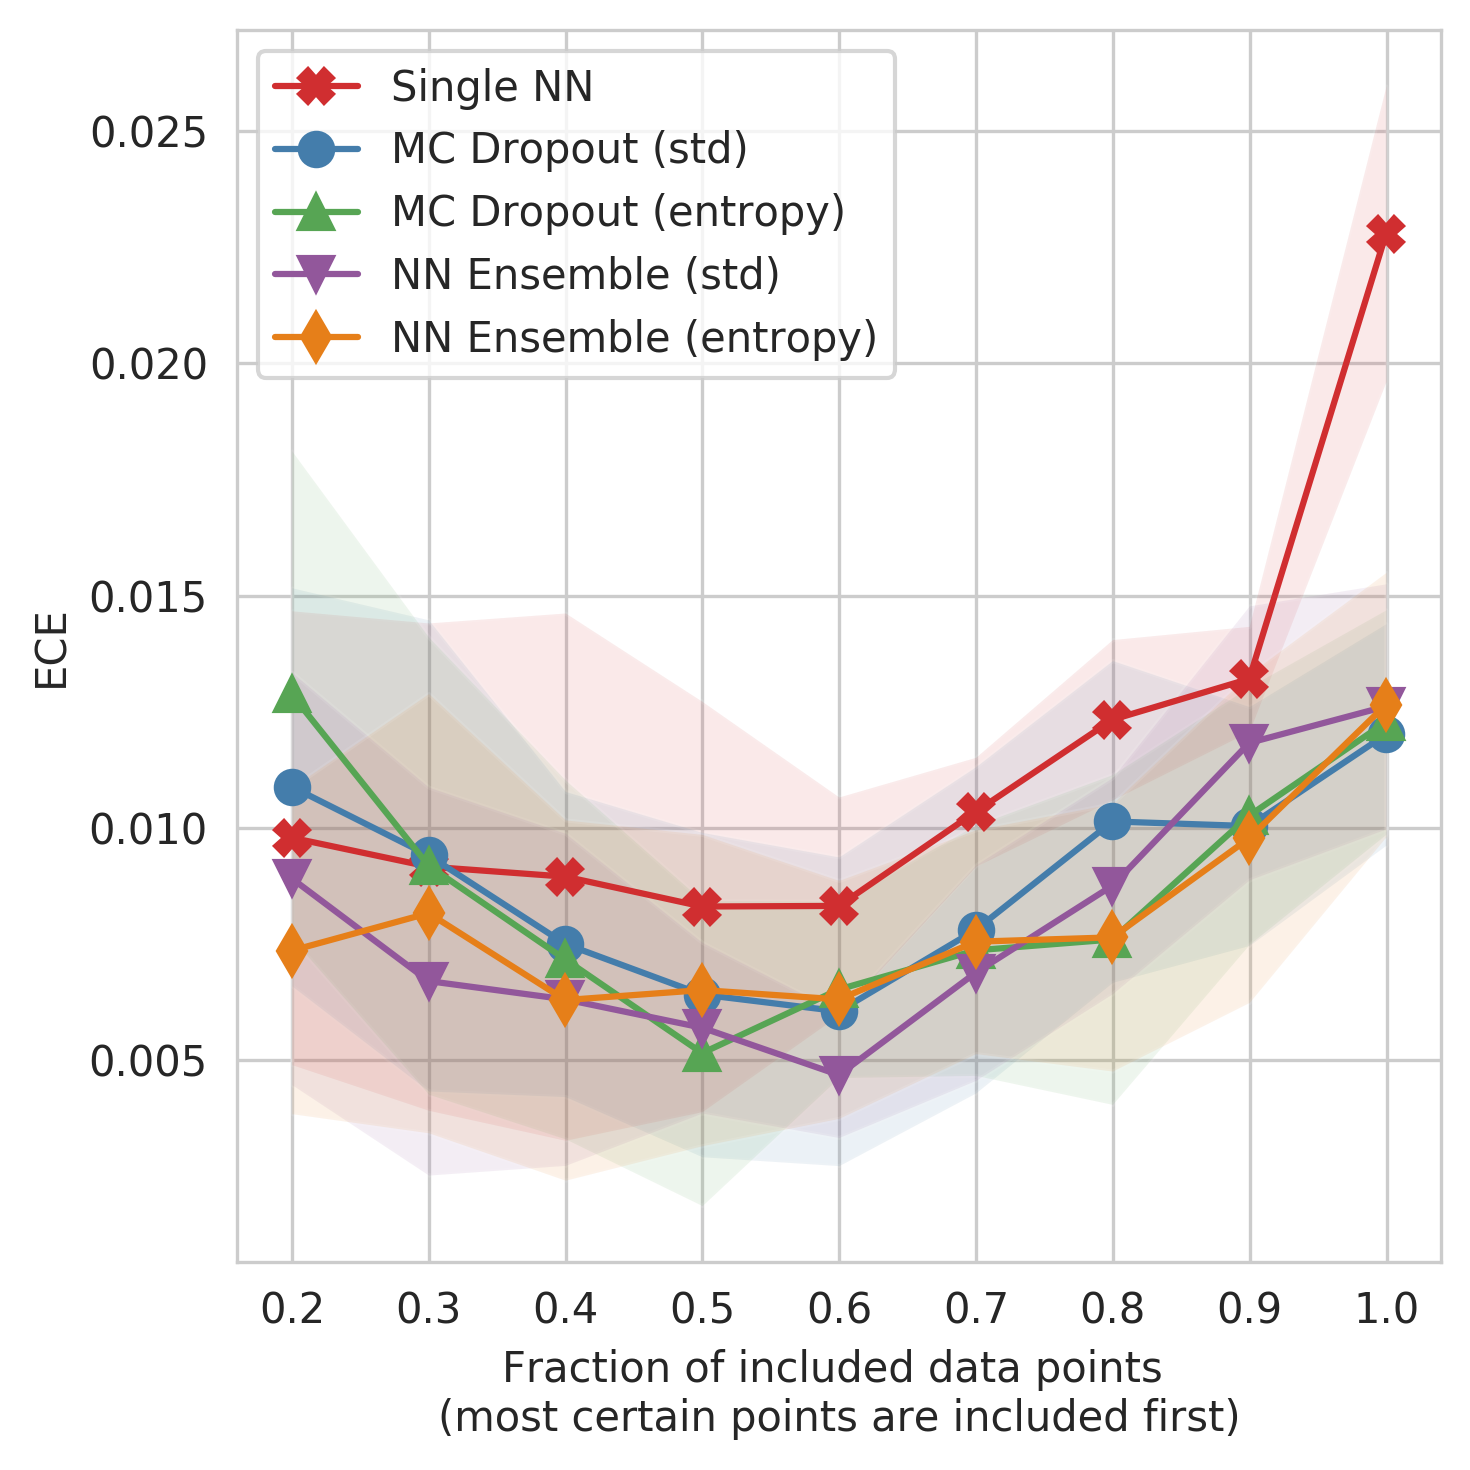 Single NN
MC Dropout (std)
MC Dropout (entropy)
NN Ensemble (std)
NN Ensemble (entropy)
0.025
0.020
0.015
0.010
0.005
ECE
0.2 0.3 0.4 0.5 0.6 0.7 0.8 0.9 1.0
Fraction of included data points
(most certain points are included first)